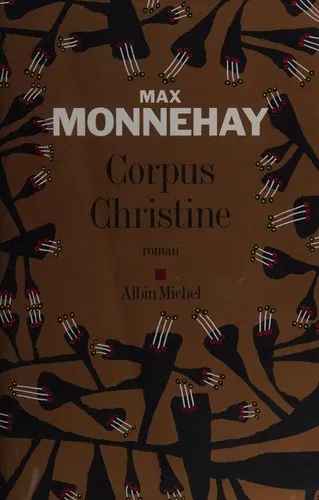 MAX
MONNEHAY
Corpus
Christine
roman
Albin Michel